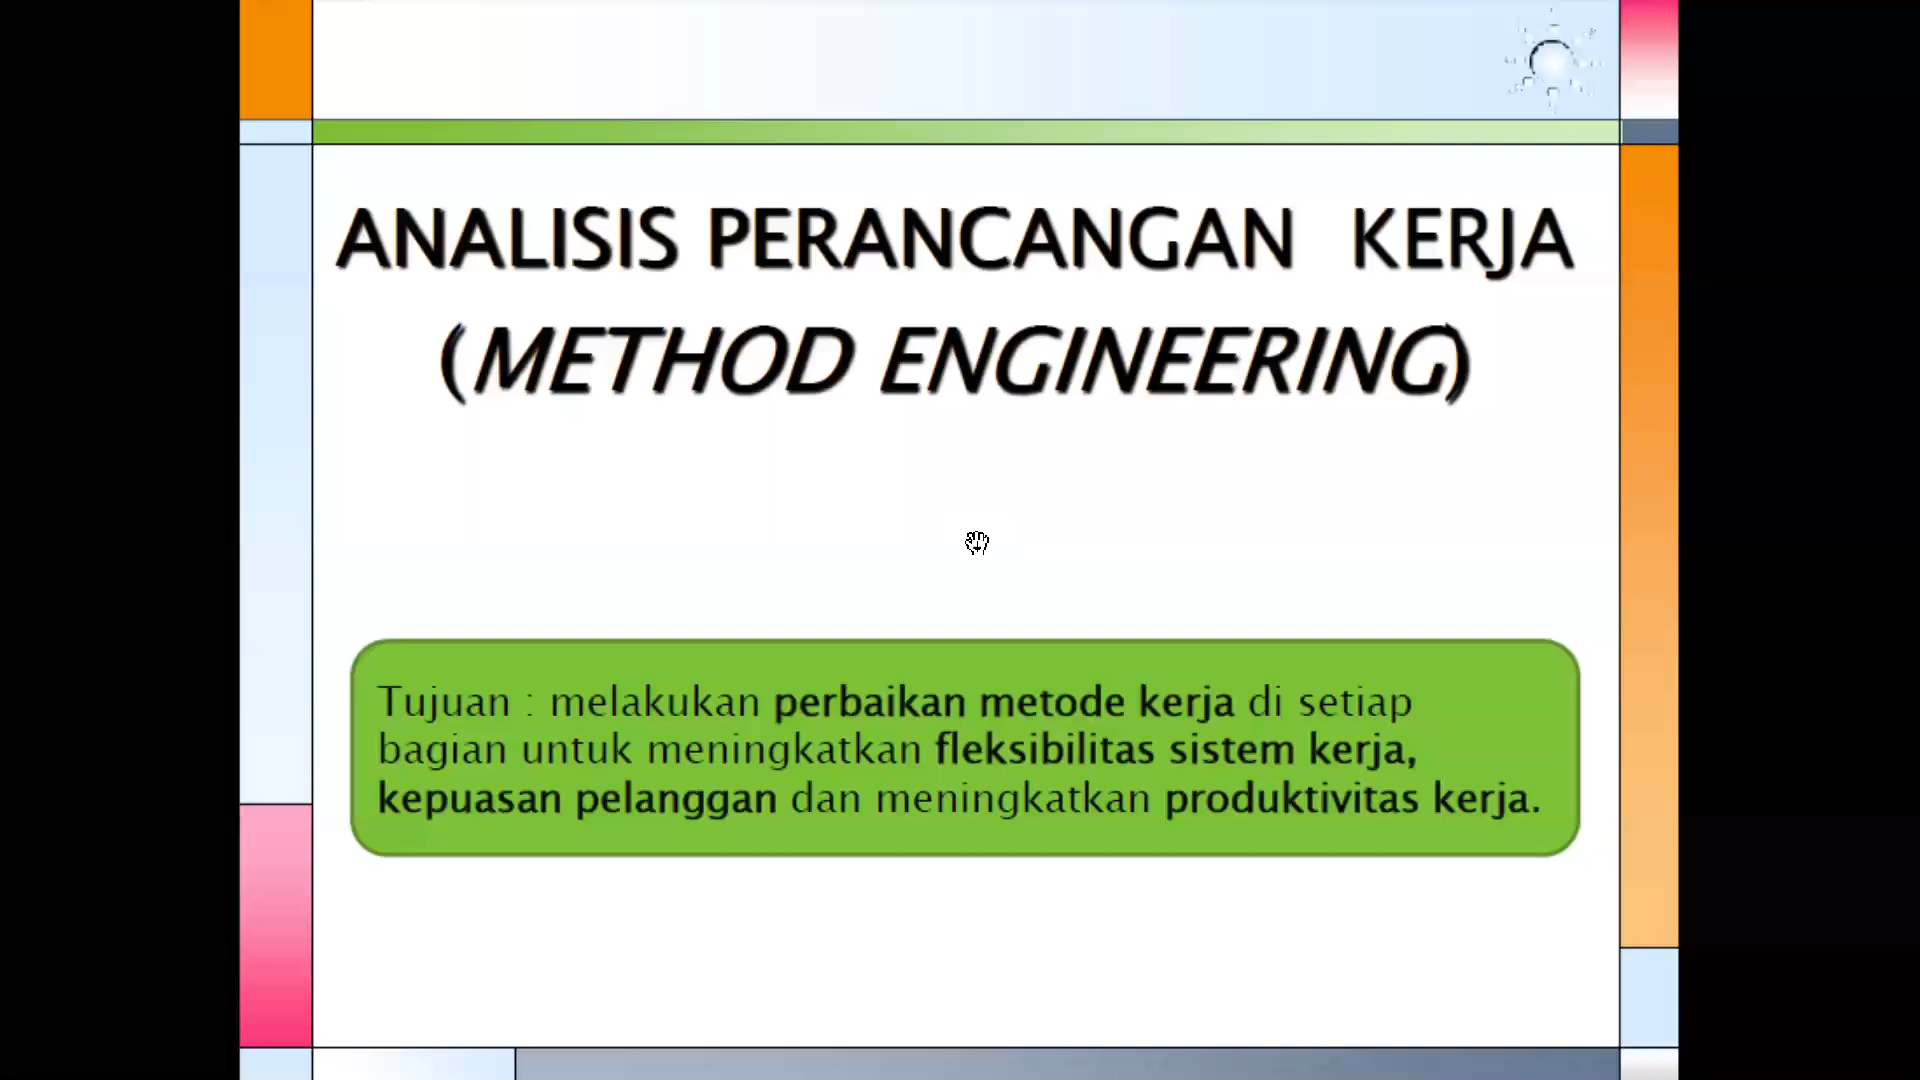 ANALISIS PERANCANGAN KERJA
(METHOD ENGINEERING)
Tujuan : melakukan perbaikan metode kerja di setiap
bagian untuk meningkatkan fleksibilitas sistem kerja,
kepuasan pelanggan dan meningkatkan produktivitas kerja.